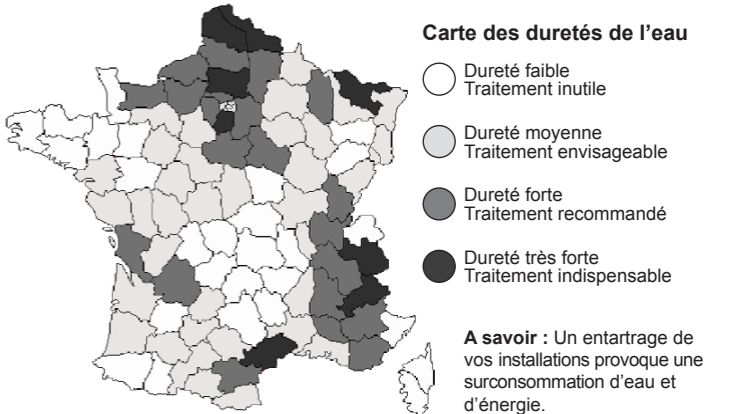 Carte des duretés de l’eau
Dureté faible
Traitement inutile
Dureté moyenne
Traitement envisageable
Dureté forte
Traitement recommandé
Dureté très forte
Traitement indispensable
A savoir : Un entartrage de
vos installations provoque une
surconsommation d’eau et
d’énergie.